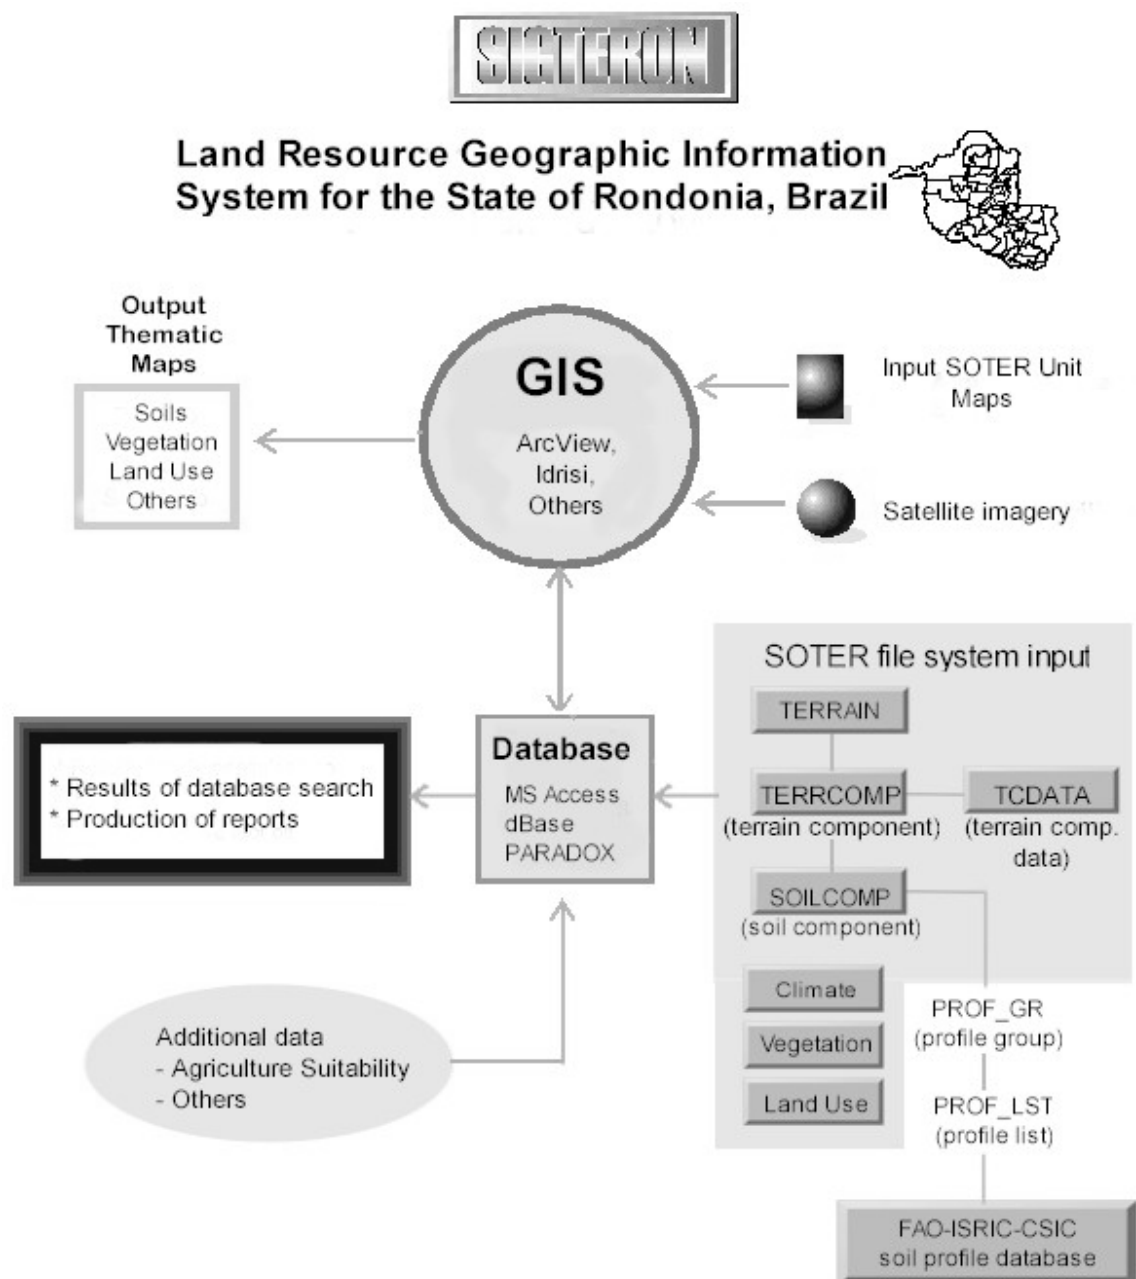 SIGTERON
Land Resource Geographic Information
System for the State of Rondonia, Brazil
Output
Thematic
Maps
Soils
Vegetation
Land Use
Others
GIS
ArcView,
Idrisi,
Others
Input SOTER Unit
Maps
Satellite imagery
SOTER file system input
TERRAIN
TERRCOMP
(terrain component)
TCDATA
(terrain comp.
data)
SOILCOMP
(soil component)
Database
MS Access
dBase
PARADOX
* Results of database search
* Production of reports
Additional data
- Agriculture Suitability
- Others
Climate
Vegetation
Land Use
PROF_GR
(profile group)
PROF_LST
(profile list)
FAO-ISRIC-CSIC
soil profile database